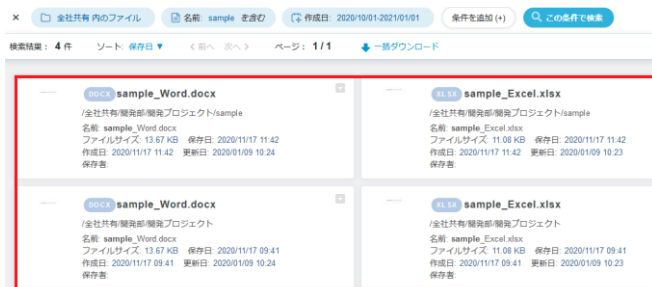 × 全社共有 内のファイル 名前: sample を含む 作成日: 2020/10/01-2021/01/01 条件を追加 (+) この条件で検索
検索結果: 4 件 ソート: 保存日▼ < 前へ 次へ > ページ: 1 / 1 一括ダウンロード
DOCX sample_Word.docx
/全社共有/開発部/開発プロジェクト/sample
名前: sample_Word.docx
ファイルサイズ: 13.67 KB 保存日: 2020/11/17 11:42
作成日: 2020/11/17 11:42 更新日: 2020/01/09 10:24
保存者:
XLSX sample_Excel.xlsx
/全社共有/開発部/開発プロジェクト/sample
名前: sample_Excel.xlsx
ファイルサイズ: 11.08 KB 保存日: 2020/11/17 11:42
作成日: 2020/11/17 11:42 更新日: 2020/01/09 10:23
保存者:
DOCX sample_Word.docx
/全社共有/開発部/開発プロジェクト
名前: sample_Word.docx
ファイルサイズ: 13.67 KB 保存日: 2020/11/17 09:41
作成日: 2020/11/17 09:41 更新日: 2020/01/09 10:24
保存者:
XLSX sample_Excel.xlsx
/全社共有/開発部/開発プロジェクト
名前: sample_Excel.xlsx
ファイルサイズ: 11.08 KB 保存日: 2020/11/17 09:41
作成日: 2020/11/17 09:41 更新日: 2020/01/09 10:23
保存者: